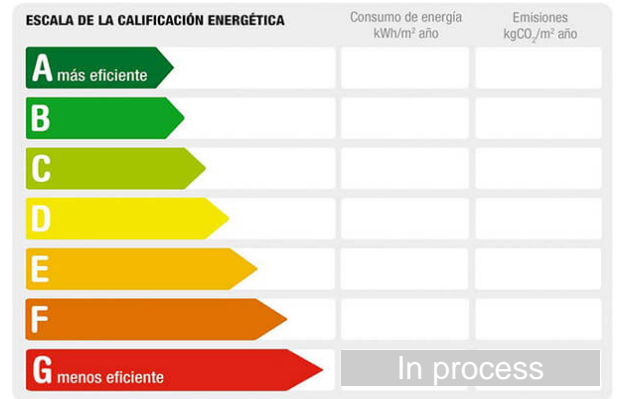 ESCALA DE LA CALIFICACIÓN ENERGÉTICA
Consumo de energía
kWh/m² año
Emisiones
kgCO₂/m² año
A más eficiente
B
C
D
E
F
G menos eficiente
In process